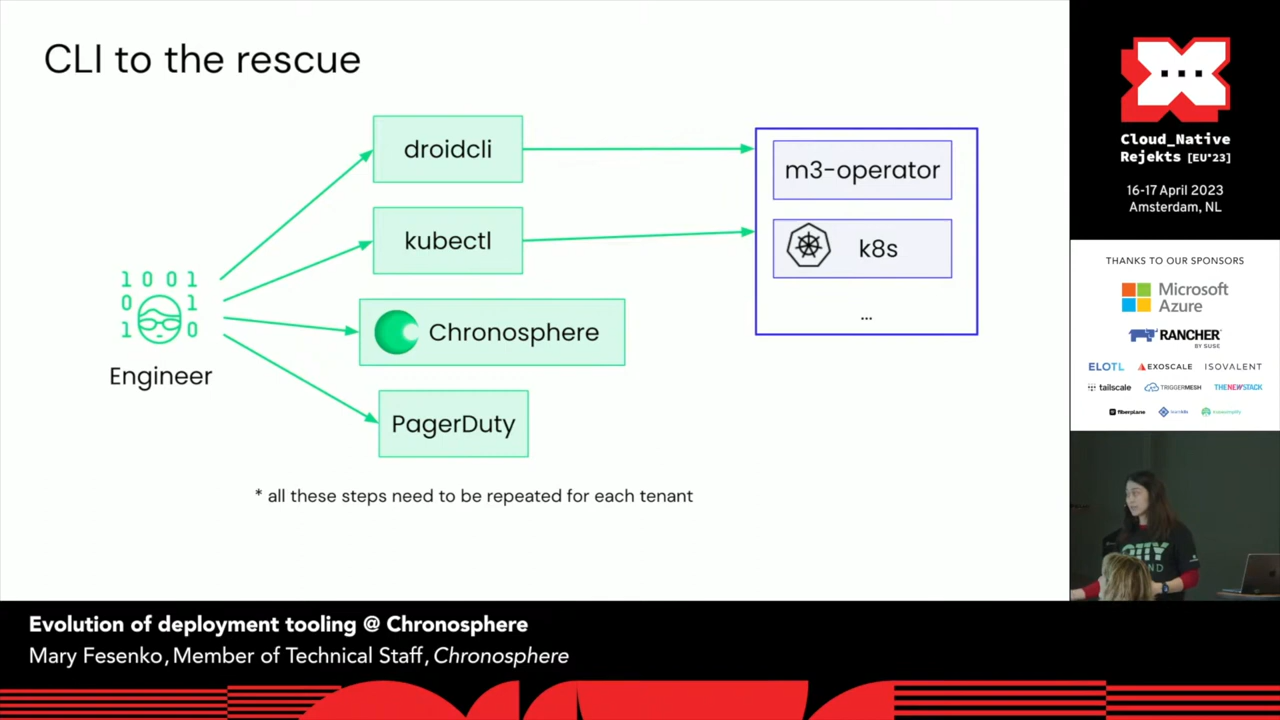 CLI to the rescue
droidcli
kubectl
Chronosphere
PagerDuty
m3-operator
k8s
...
1 0 0 1
0 1
1 0
Engineer
* all these steps need to be repeated for each tenant
Cloud_Native
Rejekts [EU'23]
16-17 April 2023
Amsterdam, NL
THANKS TO OUR SPONSORS
Microsoft
Azure
RANCHER
BY SUSE
ELOTL
EXOSCALE
ISOVALENT
tailscale
TRIGGERMESH
THENEWSTACK
fiberplane
Evolution of deployment tooling @ Chronosphere
Mary Fesenko, Member of Technical Staff, Chronosphere